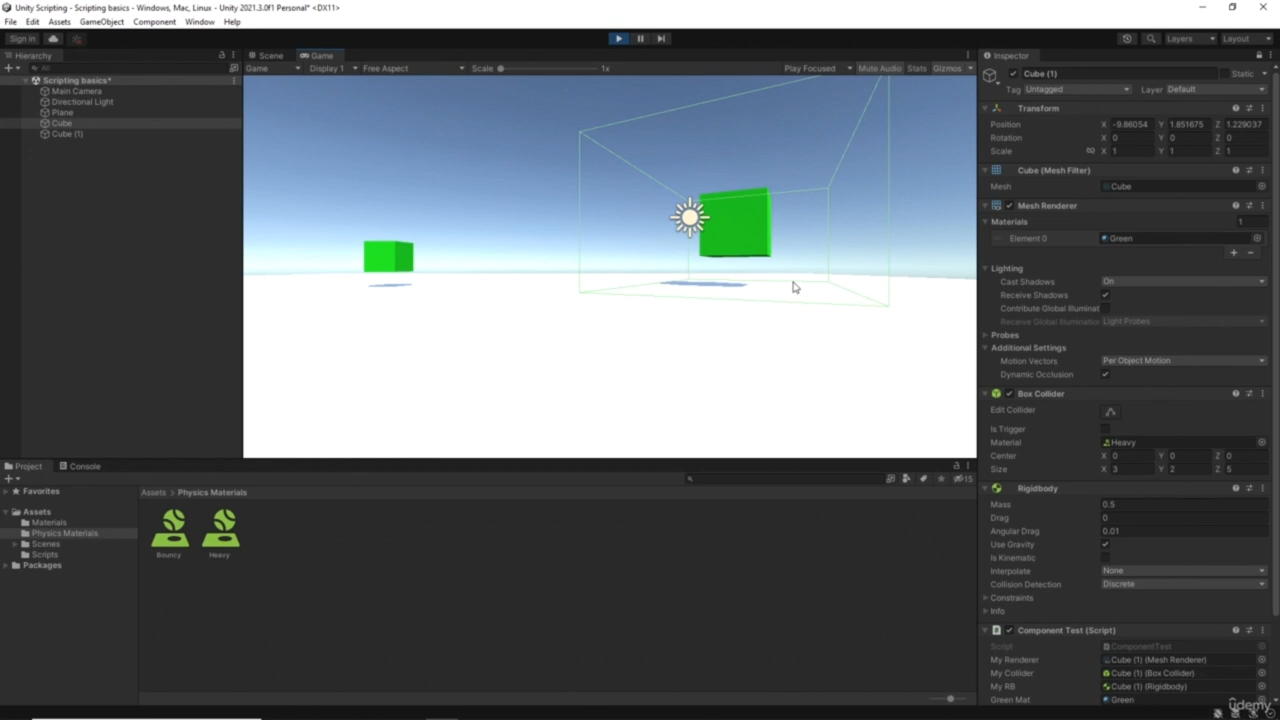 Unity Scripting - Scripting basics - Windows, Mac, Linux - Unity 2021.3.0f1 Personal* <DX11>
File Edit Assets GameObject Component Window Help
Sign in Layers Layout
Hierarchy Scene Game Inspector
All Game Display 1 Free Aspect Scale 1x Play Focused Mute Audio Stats Gizmos
Scripting basics*
Main Camera
Directional Light
Plane
Cube
Cube (1)
Cube (1) Static
Tag Untagged Layer Default
Transform
Position X -9.86054 Y 1.851675 Z 1.229037
Rotation X 0 Y 0 Z 0
Scale X 1 Y 1 Z 1
Cube (Mesh Filter)
Mesh Cube
Mesh Renderer
Materials 1
Element 0 Green
Lighting
Cast Shadows On
Receive Shadows
Contribute Global Illuminat
Receive Global Illumination Light Probes
Probes
Additional Settings
Motion Vectors Per Object Motion
Dynamic Occlusion
Box Collider
Edit Collider
Is Trigger
Material Heavy
Center X 0 Y 0 Z 0
Size X 3 Y 2 Z 5
Rigidbody
Mass 0.5
Drag 0
Angular Drag 0.01
Use Gravity
Is Kinematic
Interpolate None
Collision Detection Discrete
Constraints
Info
Component Test (Script)
Script ComponentTest
My Renderer Cube (1) (Mesh Renderer)
My Collider Cube (1) (Box Collider)
My RB Cube (1) (Rigidbody)
Green Mat Green
Project Console
15
Favorites
Assets
Materials
Physics Materials
Scenes
Scripts
Packages
Assets > Physics Materials
Bouncy Heavy
udemy